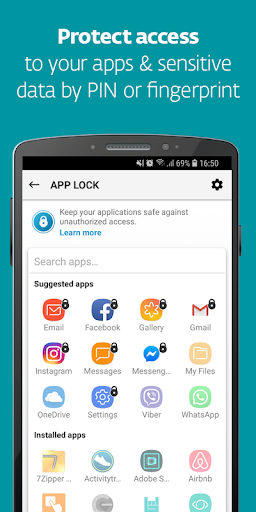 Protect access
to your apps & sensitive
data by PIN or fingerprint
69% 16:50
APP LOCK
Keep your applications safe against
unauthorized access.
Learn more
Search apps...
Suggested apps
Email Facebook Gallery Gmail
Instagram Messages Messeng... My Files
OneDrive Settings Viber WhatsApp
Installed apps
7Zipper Activitytr... Adobe Sc... Airbnb